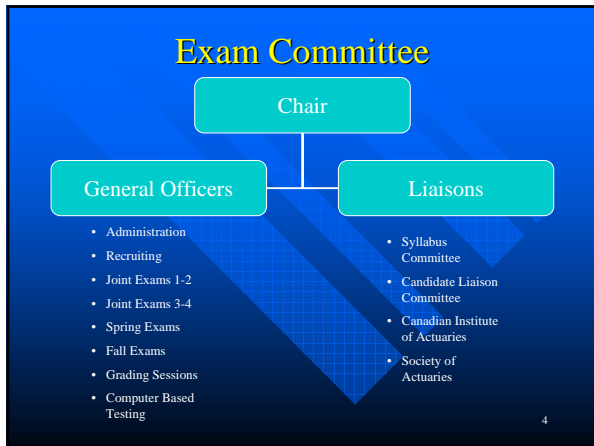 Exam Committee
Chair
General Officers
Liaisons
• Administration
• Recruiting
• Joint Exams 1-2
• Joint Exams 3-4
• Spring Exams
• Fall Exams
• Grading Sessions
• Computer Based
Testing
• Syllabus
Committee
• Candidate Liaison
Committee
• Canadian Institute
of Actuaries
• Society of
Actuaries
4